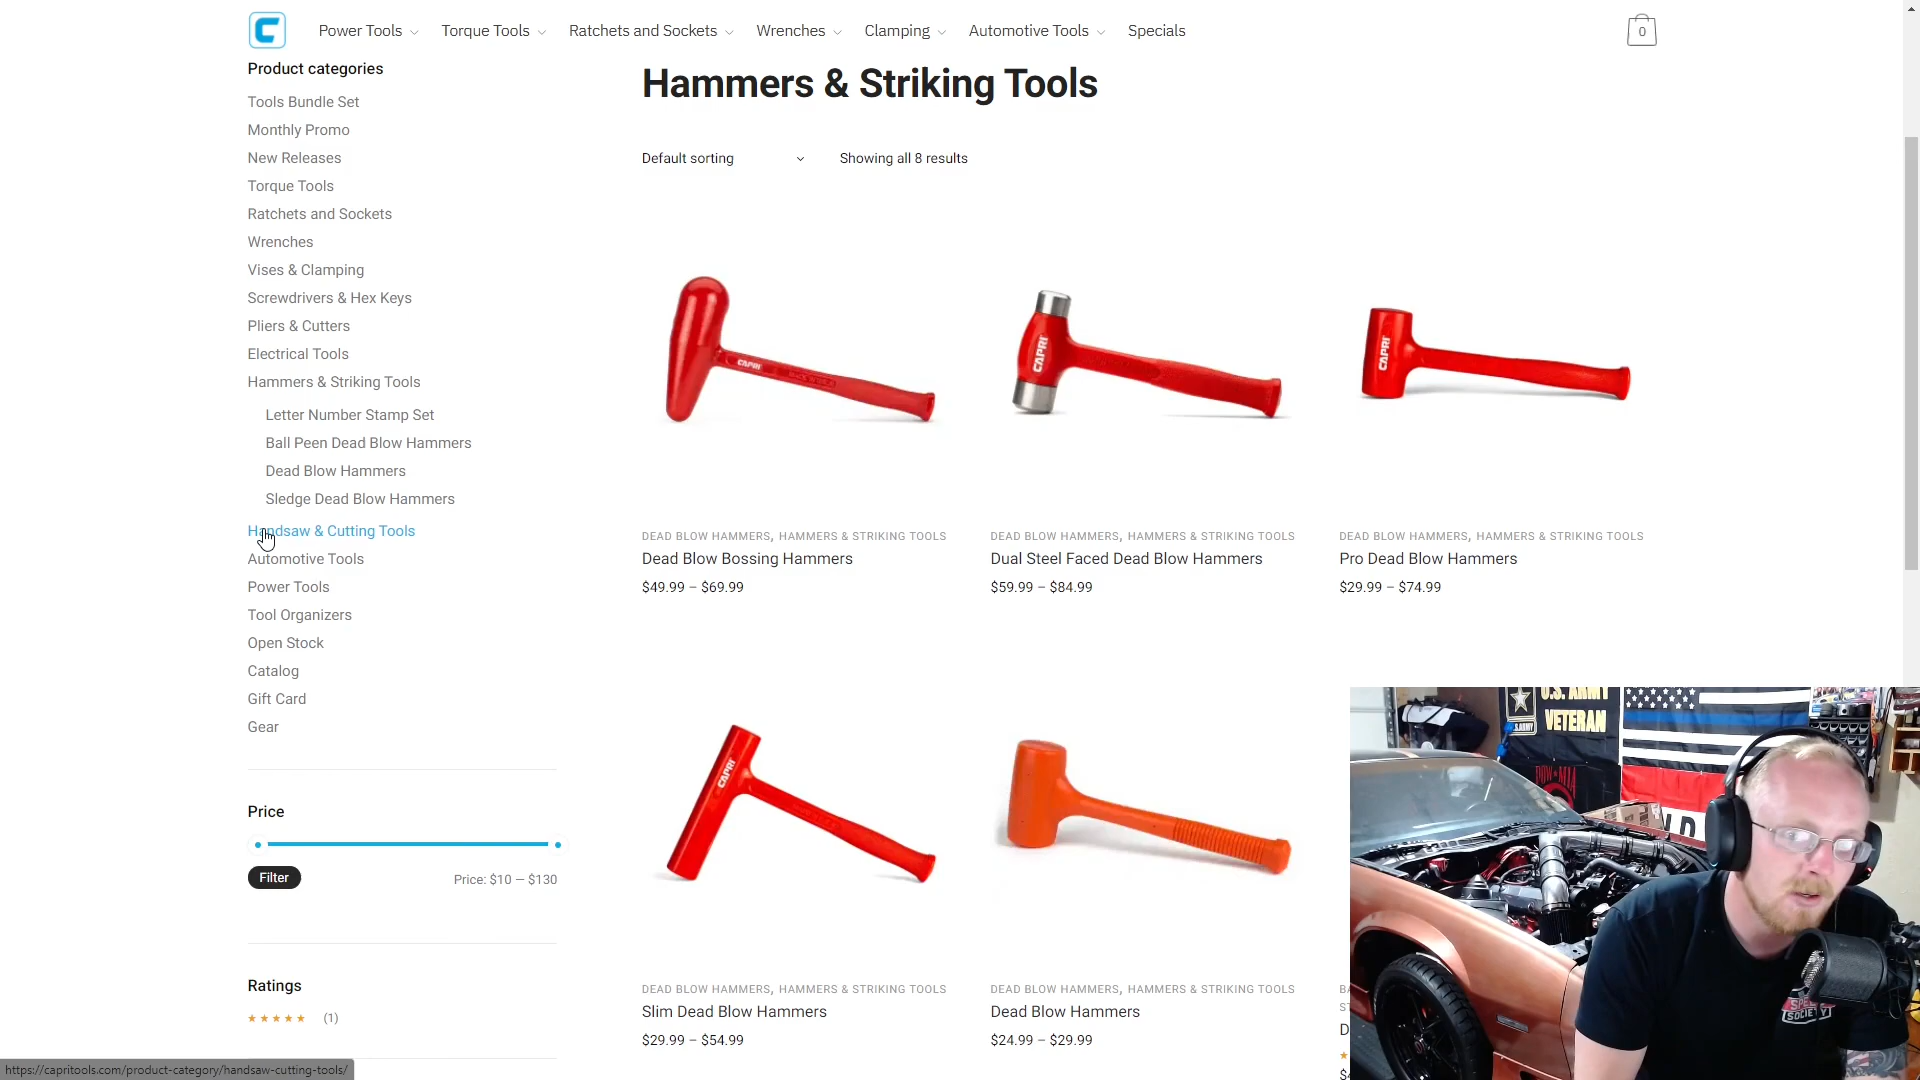 Power Tools
Torque Tools
Ratchets and Sockets
Wrenches
Clamping
Automotive Tools
Specials
0
Product categories
Tools Bundle Set
Monthly Promo
New Releases
Torque Tools
Ratchets and Sockets
Wrenches
Vises & Clamping
Screwdrivers & Hex Keys
Pliers & Cutters
Electrical Tools
Hammers & Striking Tools
Letter Number Stamp Set
Ball Peen Dead Blow Hammers
Dead Blow Hammers
Sledge Dead Blow Hammers
Handsaw & Cutting Tools
Automotive Tools
Power Tools
Tool Organizers
Open Stock
Catalog
Gift Card
Gear
Price
Filter
Price: $10 — $130
Ratings
(1)
https://capritools.com/product-category/handsaw-cutting-tools/
Hammers & Striking Tools
Default sorting
Showing all 8 results
CAPRI
CAPRI
CAPRI
DEAD BLOW HAMMERS, HAMMERS & STRIKING TOOLS
Dead Blow Bossing Hammers
$49.99 – $69.99
DEAD BLOW HAMMERS, HAMMERS & STRIKING TOOLS
Dual Steel Faced Dead Blow Hammers
$59.99 – $84.99
DEAD BLOW HAMMERS, HAMMERS & STRIKING TOOLS
Pro Dead Blow Hammers
$29.99 – $74.99
CAPRI
DEAD BLOW HAMMERS, HAMMERS & STRIKING TOOLS
Slim Dead Blow Hammers
$29.99 – $54.99
DEAD BLOW HAMMERS, HAMMERS & STRIKING TOOLS
Dead Blow Hammers
$24.99 – $29.99
U.S. ARMY
VETERAN
POW★MIA
SOCIETY